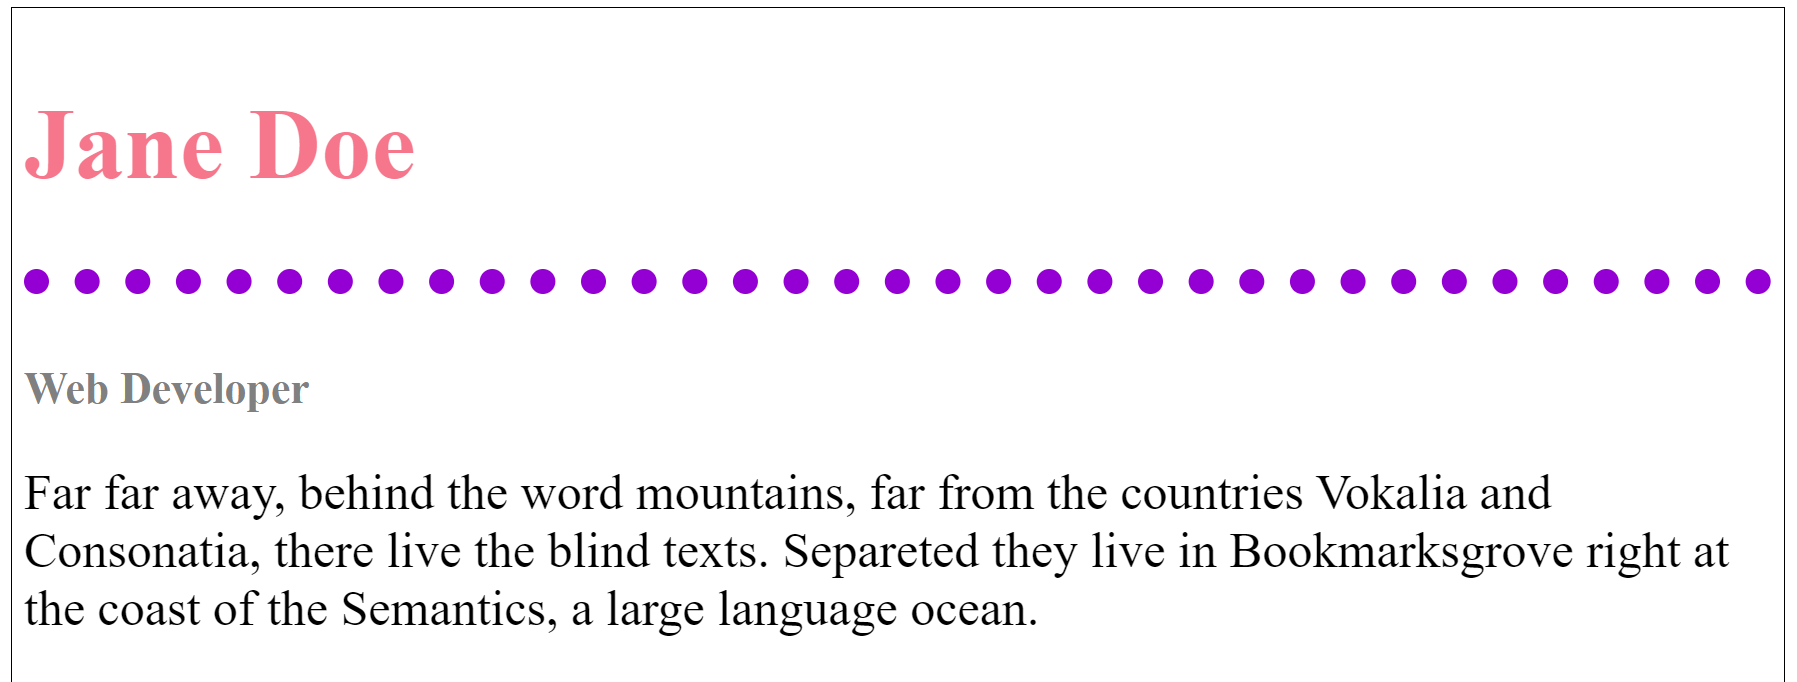 Jane Doe
Web Developer
Far far away, behind the word mountains, far from the countries Vokalia and
Consonatia, there live the blind texts. Separeted they live in Bookmarksgrove right at
the coast of the Semantics, a large language ocean.